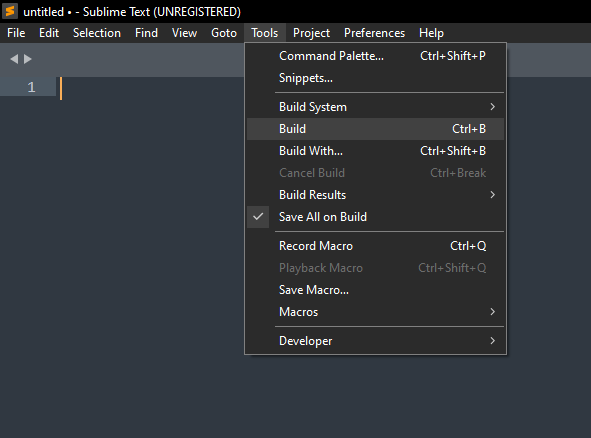 untitled • - Sublime Text (UNREGISTERED)
File Edit Selection Find View Goto Tools Project Preferences Help
1
Command Palette... Ctrl+Shift+P
Snippets...
Build System
Build Ctrl+B
Build With... Ctrl+Shift+B
Cancel Build Ctrl+Break
Build Results
Save All on Build
Record Macro Ctrl+Q
Playback Macro Ctrl+Shift+Q
Save Macro...
Macros
Developer